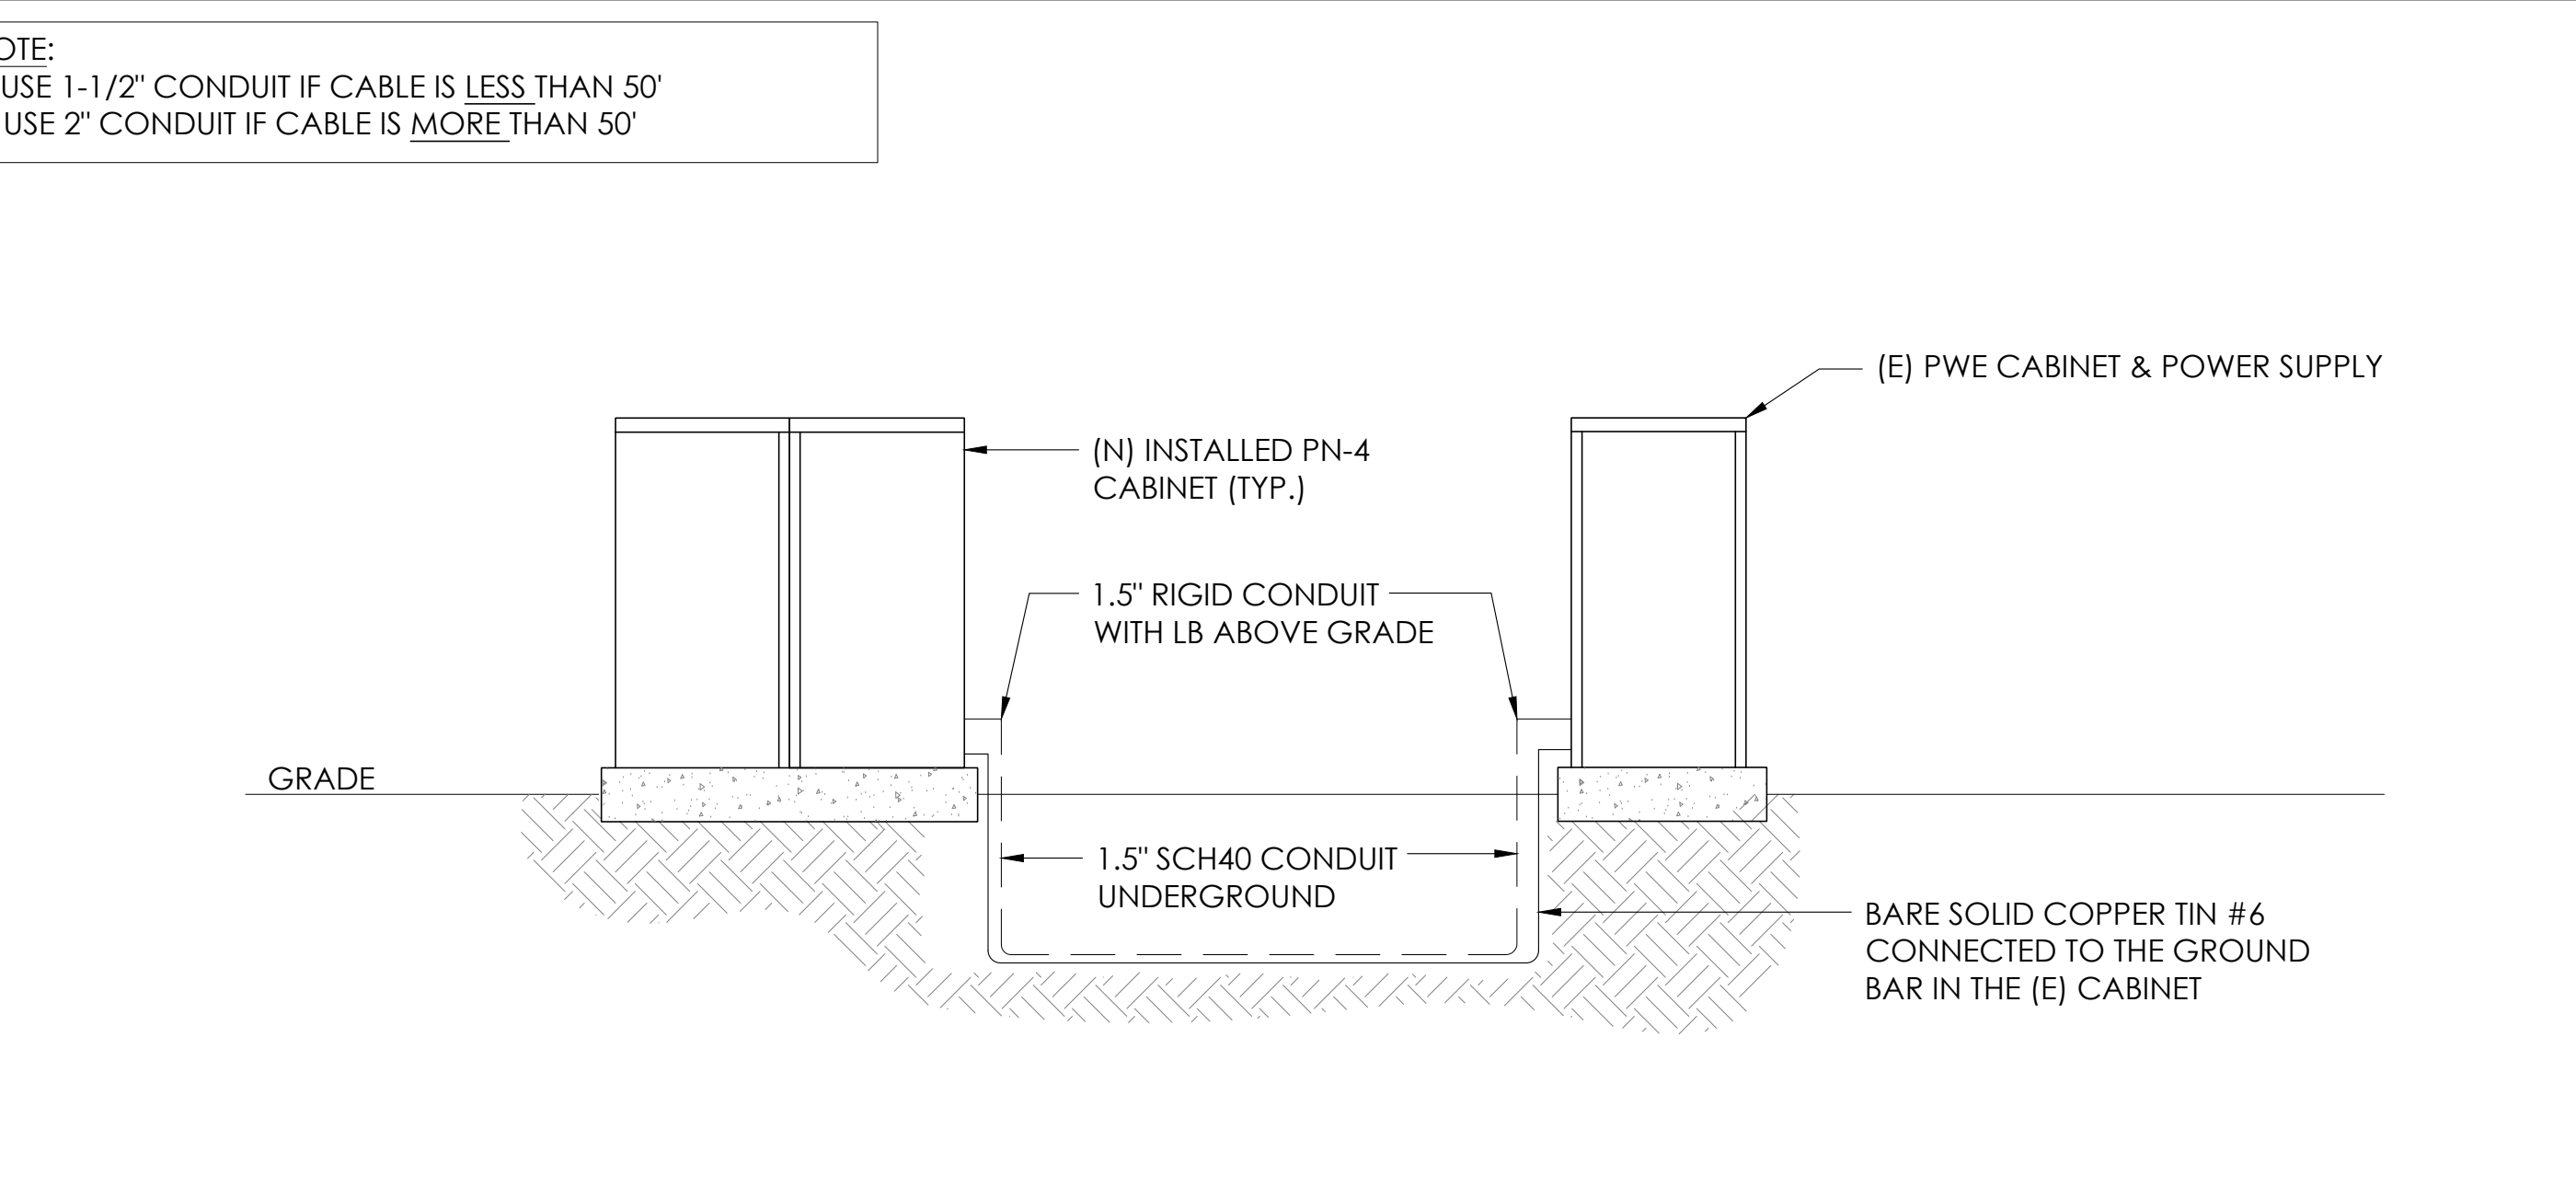 OTE:
USE 1-1/2" CONDUIT IF CABLE IS LESS THAN 50'
USE 2" CONDUIT IF CABLE IS MORE THAN 50'
(E) PWE CABINET & POWER SUPPLY
(N) INSTALLED PN-4
CABINET (TYP.)
1.5" RIGID CONDUIT
WITH LB ABOVE GRADE
GRADE
1.5" SCH40 CONDUIT
UNDERGROUND
BARE SOLID COPPER TIN #6
CONNECTED TO THE GROUND
BAR IN THE (E) CABINET